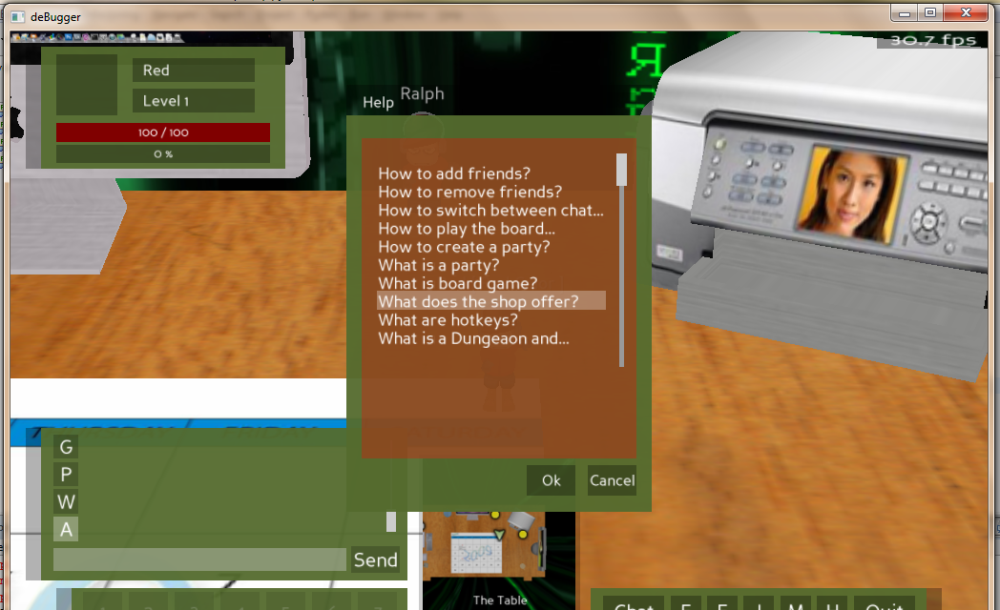 deBugger
30.7 fps
Red
Level 1
100 / 100
0 %
Help
Ralph
How to add friends?
How to remove friends?
How to switch between chat...
How to play the board...
How to create a party?
What is a party?
What is board game?
What does the shop offer?
What are hotkeys?
What is a Dungeaon and...
Ok
Cancel
G
P
W
A
Send
The Table
Chat
Quit